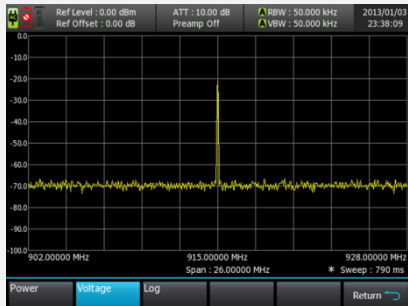 AC
Ref Level : 0.00 dBm ATT : 10.00 dB A RBW : 50.000 kHz 2013/01/03
Ref Offset : 0.00 dB Preamp Off A VBW : 50.000 kHz 23:38:09
0.0
-10.0
-20.0
-30.0
-40.0
-50.0
-60.0
-70.0
-80.0
-90.0
-100.0
902.00000 MHz 915.00000 MHz 928.00000 MHz
Span : 26.00000 MHz * Sweep : 790 ms
Power Voltage Log Return